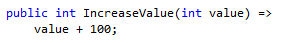 public int IncreaseValue(int value) =>
    value + 100;